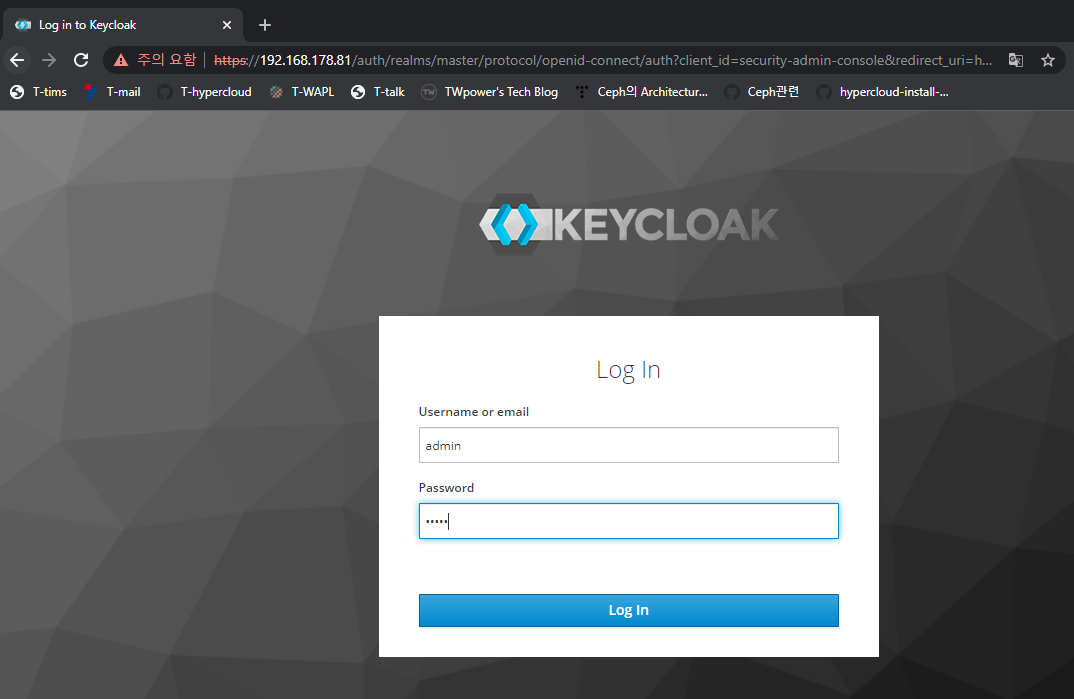 Log in to Keycloak
주의 요함 https://192.168.178.81/auth/realms/master/protocol/openid-connect/auth?client_id=security-admin-console&redirect_uri=h...
T-tims T-mail T-hypercloud T-WAPL T-talk TW TWpower's Tech Blog Ceph의 Architectur... Ceph관련 hypercloud-install-...
KEYCLOAK
Log In
Username or email
admin
Password
•••••
Log In